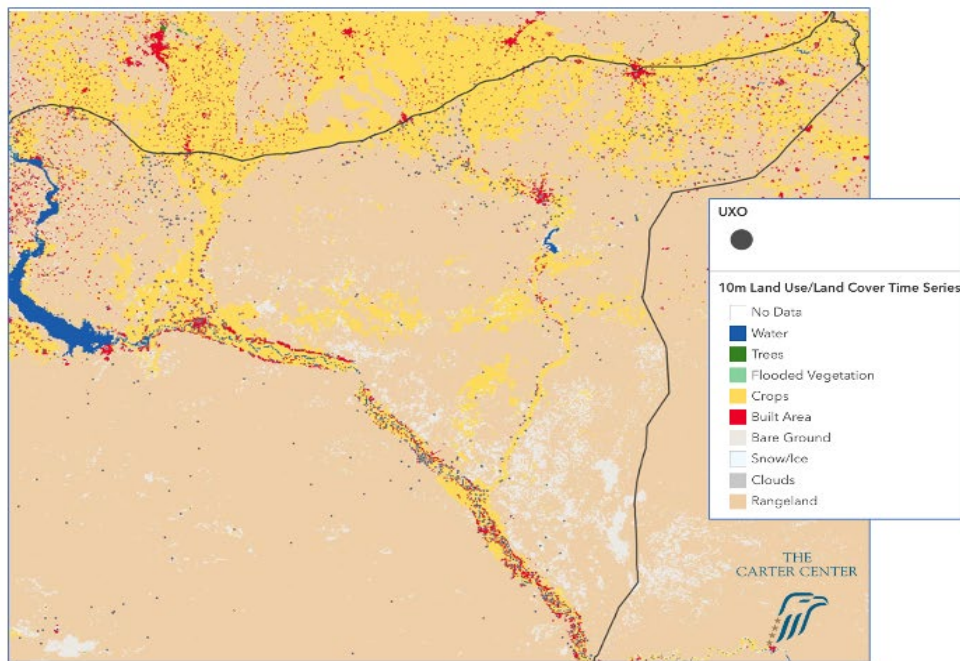 UXO
10m Land Use/Land Cover Time Series
No Data
Water
Trees
Flooded Vegetation
Crops
Built Area
Bare Ground
Snow/Ice
Clouds
Rangeland
THE
CARTER CENTER